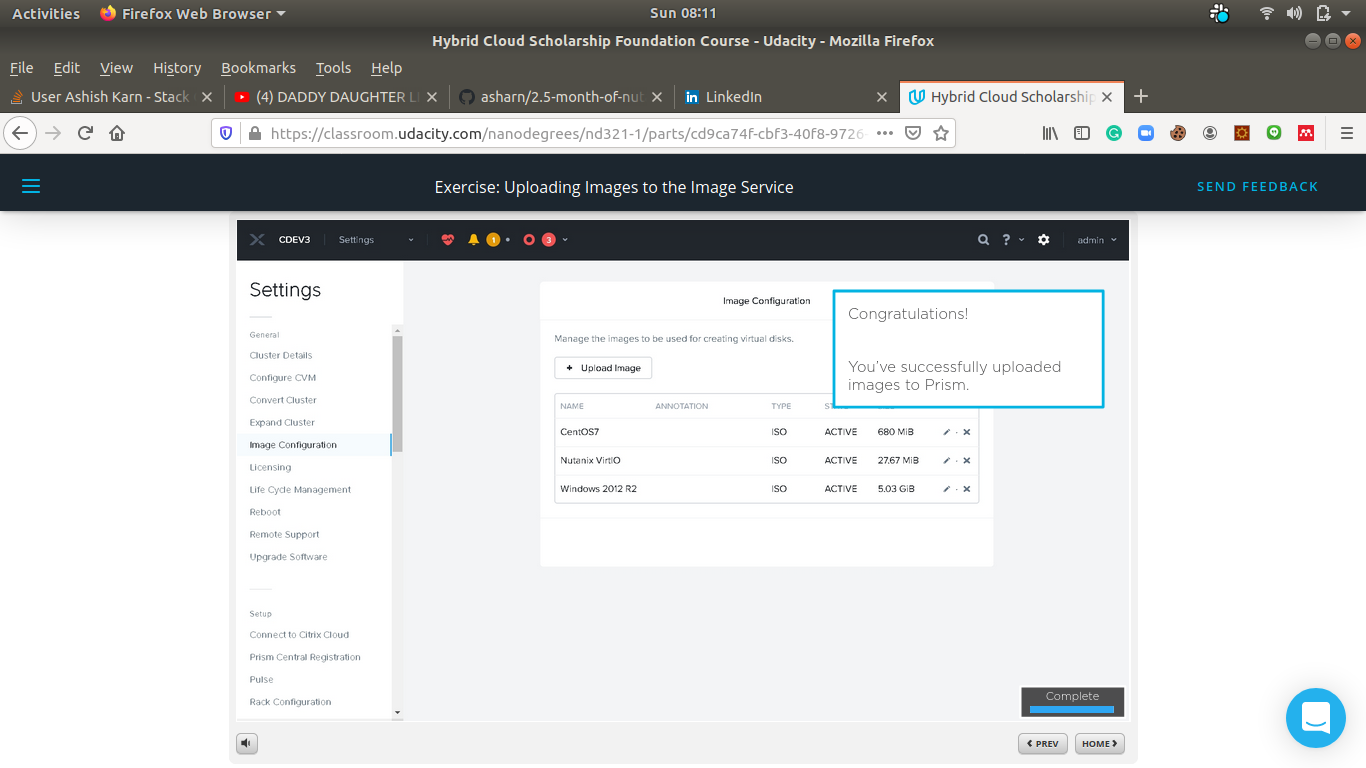 Activities Firefox Web Browser Sun 08:11
Hybrid Cloud Scholarship Foundation Course - Udacity - Mozilla Firefox
File Edit View History Bookmarks Tools Help
User Ashish Karn - Stack (4) DADDY DAUGHTER L asharn/2.5-month-of-nut LinkedIn Hybrid Cloud Scholarship
https://classroom.udacity.com/nanodegrees/nd321-1/parts/cd9ca74f-cbf3-40f8-9726-
Exercise: Uploading Images to the Image Service SEND FEEDBACK
CDEV3 Settings 1 3 ? admin
Settings
General
Cluster Details
Configure CVM
Convert Cluster
Expand Cluster
Image Configuration
Licensing
Life Cycle Management
Reboot
Remote Support
Upgrade Software
Setup
Connect to Citrix Cloud
Prism Central Registration
Pulse
Rack Configuration
Image Configuration
Manage the images to be used for creating virtual disks.
+ Upload Image
NAME ANNOTATION TYPE
CentOS7 ISO ACTIVE 680 MiB
Nutanix VirtIO ISO ACTIVE 27.67 MiB
Windows 2012 R2 ISO ACTIVE 5.03 GiB
Congratulations!
You've successfully uploaded
images to Prism.
Complete
PREV HOME